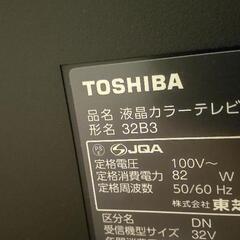 TOSHIBA
品名 液晶カラーテレビ
形名 32B3
PS E JQA
定格電圧 100V~
定格消費電力 82 W
定格周波数 50/60 Hz
株式会社 東芝
区分名 DN
受信機型サイズ 32V